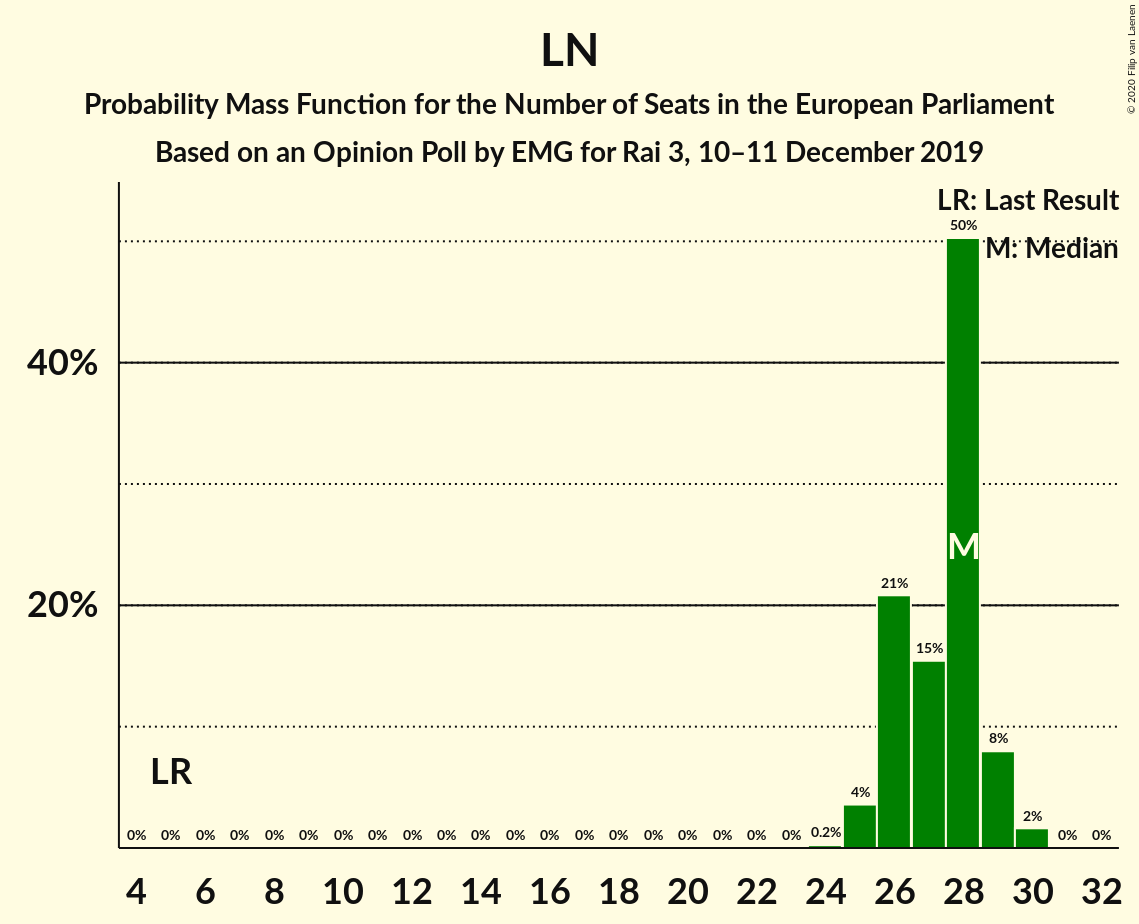 LN
Probability Mass Function for the Number of Seats in the European Parliament
Based on an Opinion Poll by EMG for Rai 3, 10–11 December 2019
© 2020 Filip van Laenen
LR: Last Result
M: Median
50%
40%
20%
M
21%
15%
8%
4%
2%
0.2%
LR
0% 0% 0% 0% 0% 0% 0% 0% 0% 0% 0% 0% 0% 0% 0% 0% 0% 0% 0% 0% 0% 0%
4 6 8 10 12 14 16 18 20 22 24 26 28 30 32